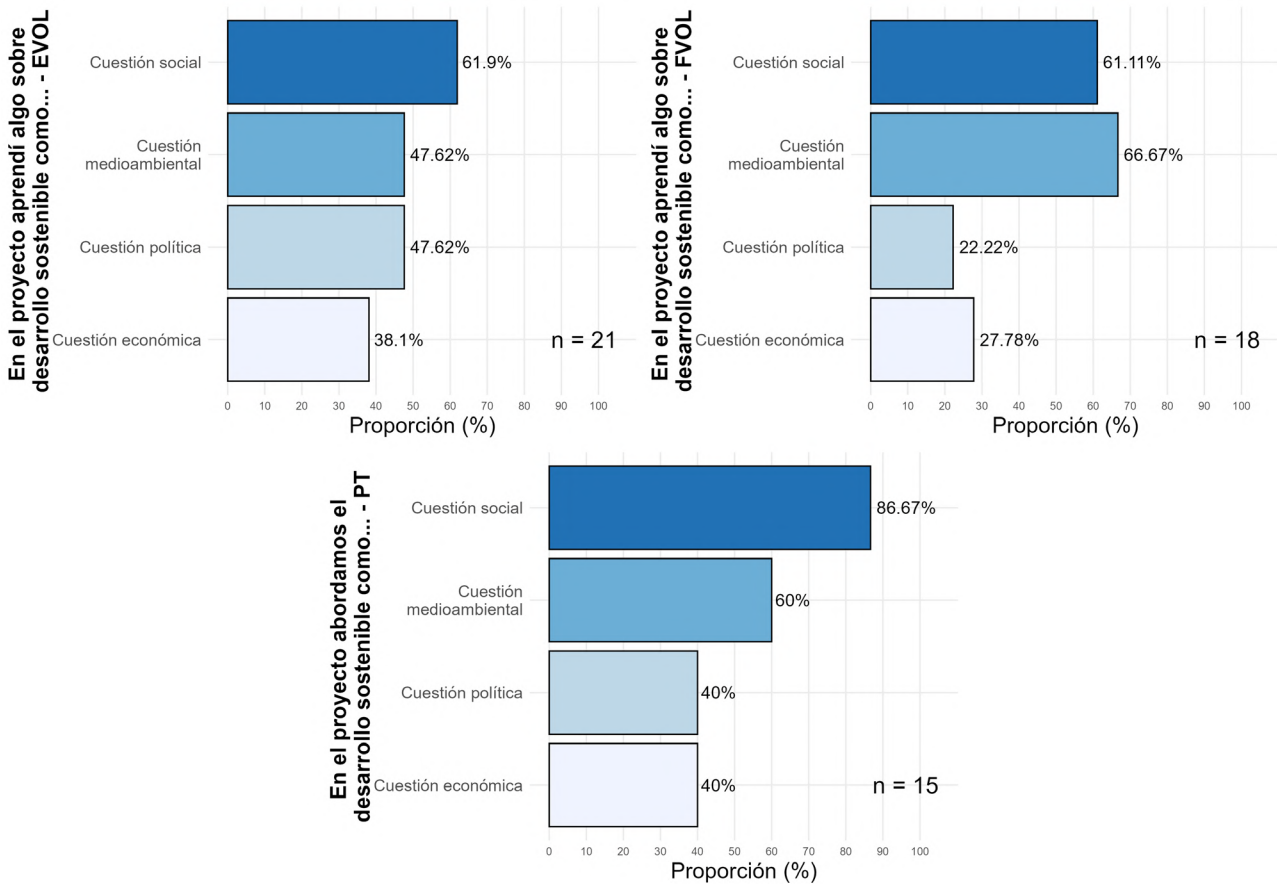 En el proyecto aprendí algo sobre
desarrollo sostenible como... - EVOL
Cuestión social
61.9%
Cuestión
medioambiental
47.62%
Cuestión política
47.62%
Cuestión económica
38.1%
n = 21
0 10 20 30 40 50 60 70 80 90 100
Proporción (%)
En el proyecto aprendí algo sobre
desarrollo sostenible como... - FVOL
Cuestión social
61.11%
Cuestión
medioambiental
66.67%
Cuestión política
22.22%
Cuestión económica
27.78%
n = 18
0 10 20 30 40 50 60 70 80 90 100
Proporción (%)
En el proyecto abordamos el
desarrollo sostenible como... - PT
Cuestión social
86.67%
Cuestión
medioambiental
60%
Cuestión política
40%
Cuestión económica
40%
n = 15
0 10 20 30 40 50 60 70 80 90 100
Proporción (%)